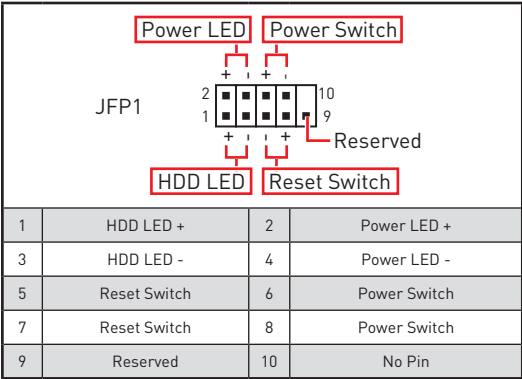 Power LED Power Switch
+ - + -
JFP1
2 10
1 9
+ - - +
Reserved
HDD LED Reset Switch
1 HDD LED + 2 Power LED +
3 HDD LED - 4 Power LED -
5 Reset Switch 6 Power Switch
7 Reset Switch 8 Power Switch
9 Reserved 10 No Pin